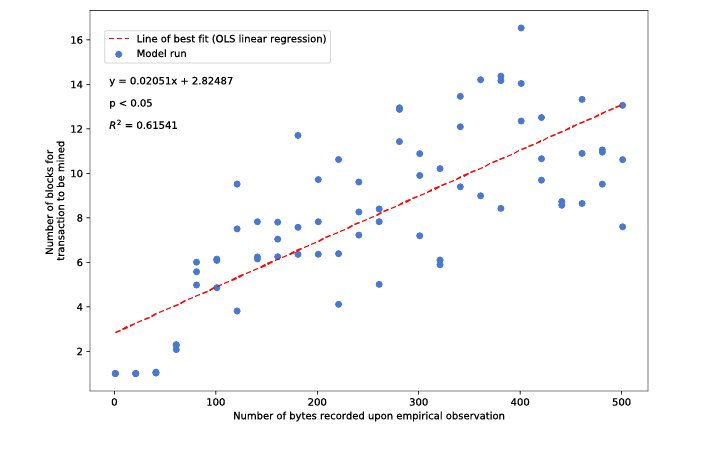 Line of best fit (OLS linear regression)
Model run
y = 0.02051x + 2.82487
p < 0.05
R² = 0.61541
16
14
12
10
8
6
4
2
Number of blocks for
transaction to be mined
0 100 200 300 400 500
Number of bytes recorded upon empirical observation